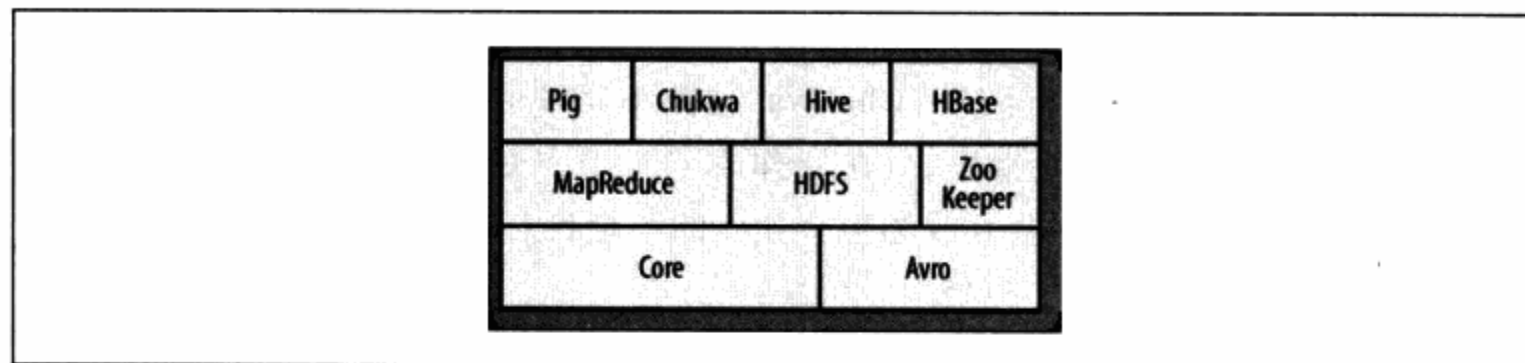 Pig
Chukwa
Hive
HBase
MapReduce
HDFS
Zoo
Keeper
Core
Avro